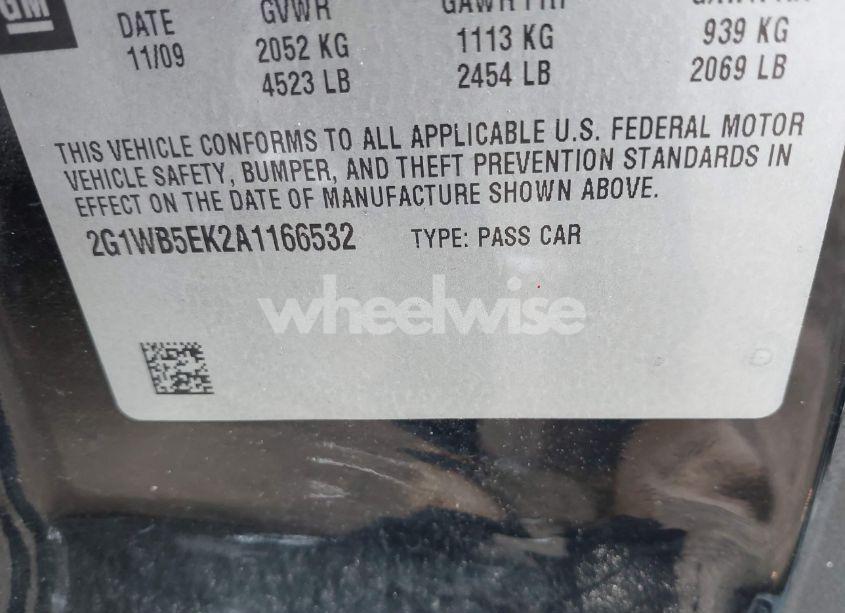 GM
DATE GVWR GAWR FRT
11/09 2052 KG 1113 KG 939 KG
4523 LB 2454 LB 2069 LB
THIS VEHICLE CONFORMS TO ALL APPLICABLE U.S. FEDERAL MOTOR
VEHICLE SAFETY, BUMPER, AND THEFT PREVENTION STANDARDS IN
EFFECT ON THE DATE OF MANUFACTURE SHOWN ABOVE.
2G1WB5EK2A1166532 TYPE: PASS CAR
wheelwise
D